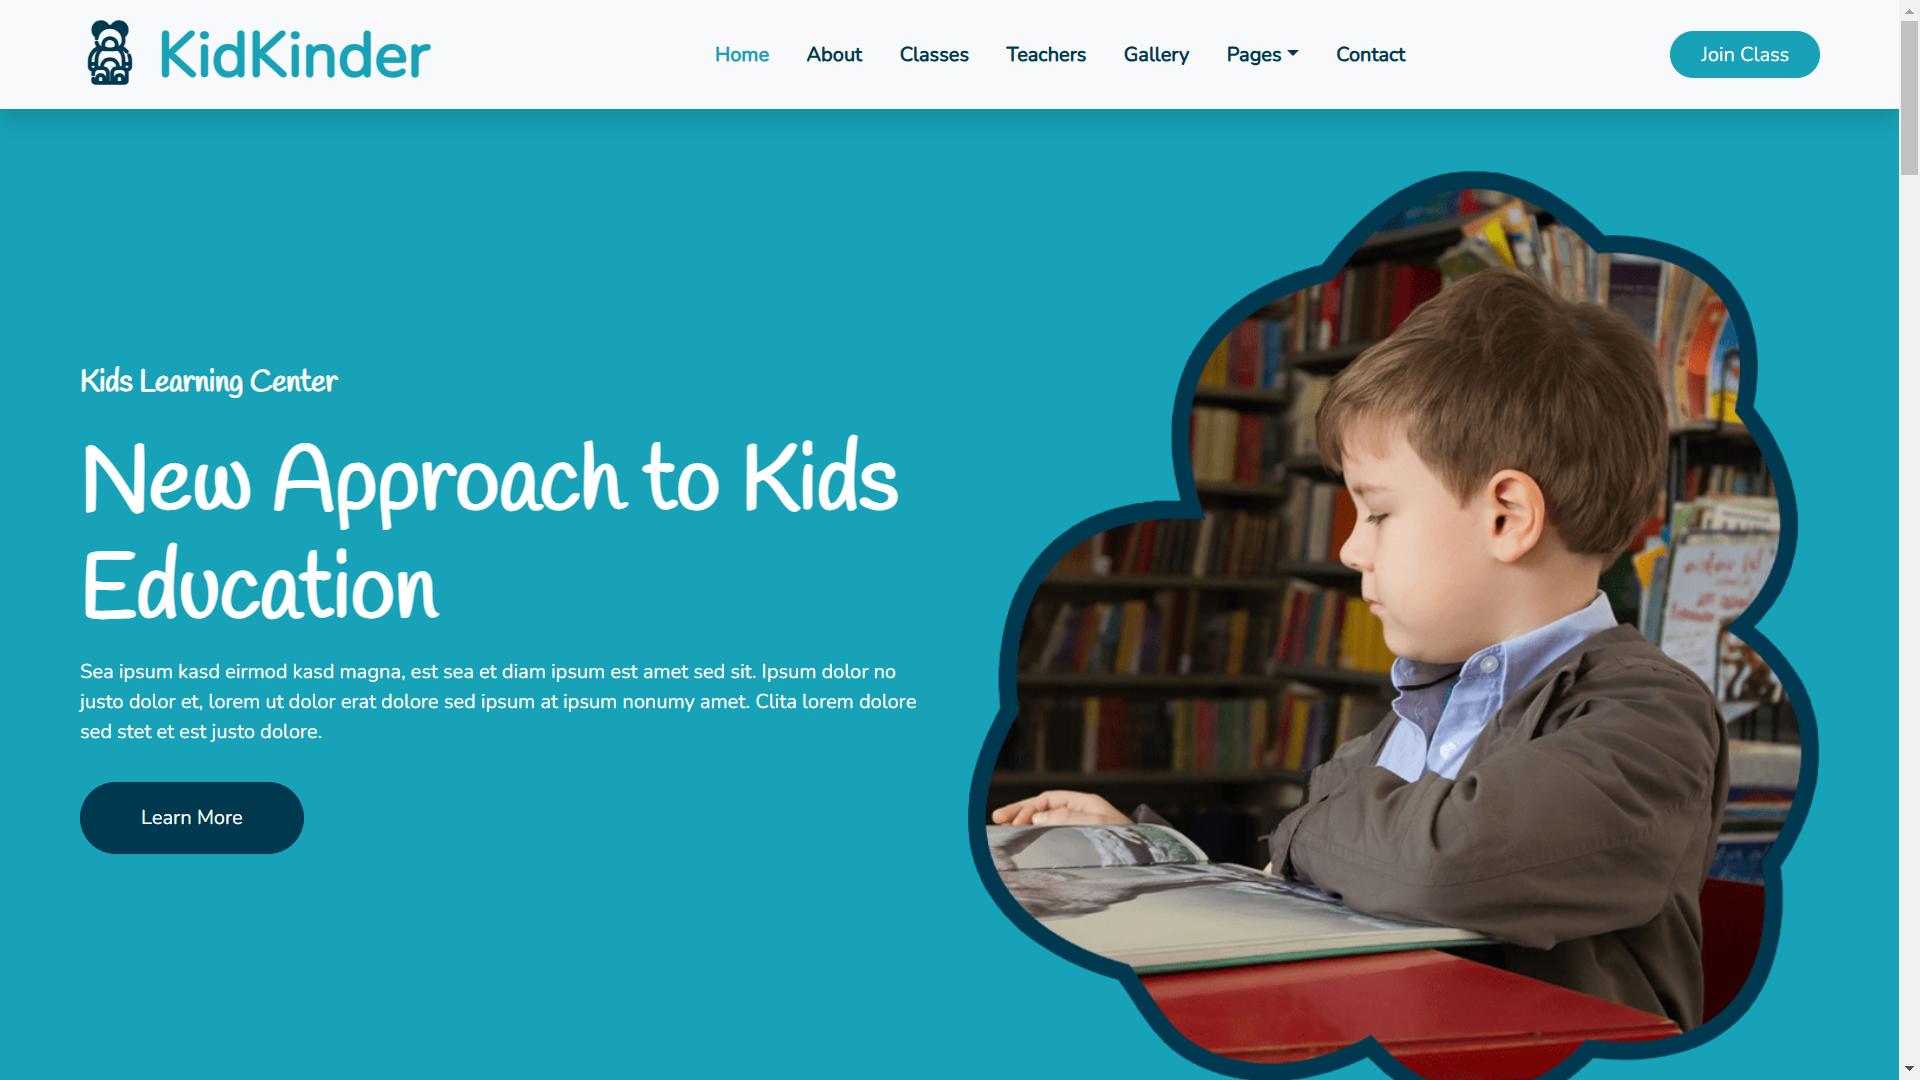 KidKinder
Home About Classes Teachers Gallery Pages Contact
Join Class
Kids Learning Center
New Approach to Kids
Education
Sea ipsum kasd eirmod kasd magna, est sea et diam ipsum est amet sed sit. Ipsum dolor no
justo dolor et, lorem ut dolor erat dolore sed ipsum at ipsum nonumy amet. Clita lorem dolore
sed stet et est justo dolore.
Learn More